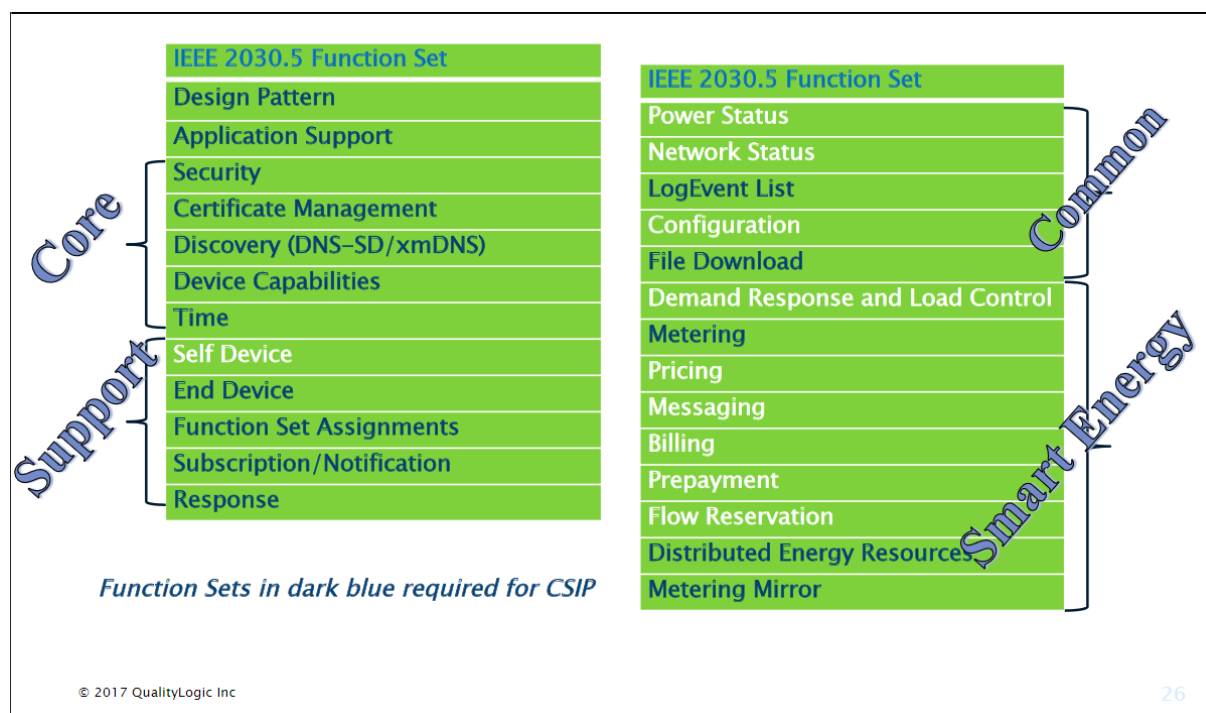 IEEE 2030.5 Function Set
Design Pattern
Application Support
Security
Certificate Management
Discovery (DNS-SD/xmDNS)
Device Capabilities
Time
Self Device
End Device
Function Set Assignments
Subscription/Notification
Response
Core
Support
Function Sets in dark blue required for CSIP
IEEE 2030.5 Function Set
Power Status
Network Status
LogEvent List
Configuration
File Download
Demand Response and Load Control
Metering
Pricing
Messaging
Billing
Prepayment
Flow Reservation
Distributed Energy Resources
Metering Mirror
Common
Smart Energy
© 2017 QualityLogic Inc
26